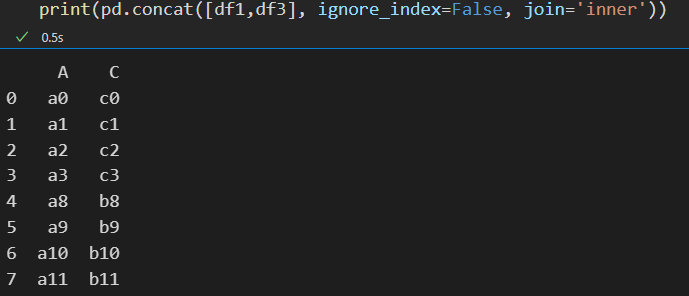 print(pd.concat([df1,df3], ignore_index=False, join='inner'))
✓ 0.5s
A C
0 a0 c0
1 a1 c1
2 a2 c2
3 a3 c3
4 a8 b8
5 a9 b9
6 a10 b10
7 a11 b11